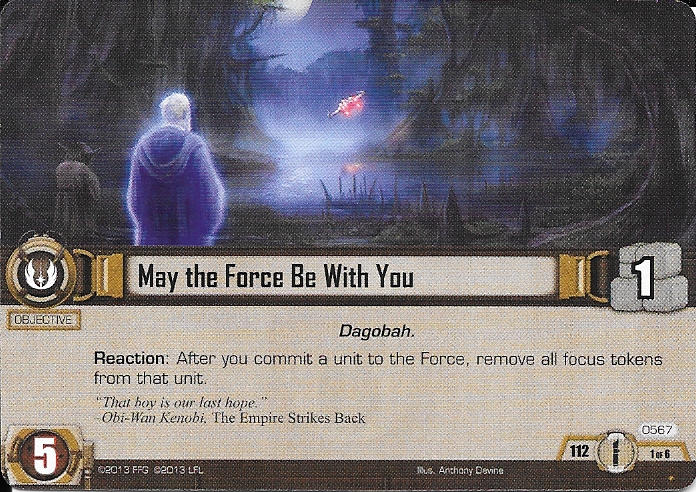 May the Force Be With You
1
OBJECTIVE
Dagobah.
Reaction: After you commit a unit to the Force, remove all focus tokens
from that unit.
"That boy is our last hope."
–Obi-Wan Kenobi, The Empire Strikes Back
0567
5
112
1 OF 6
©2013 FFG ©2013 LFL
Illus. Anthony Devine